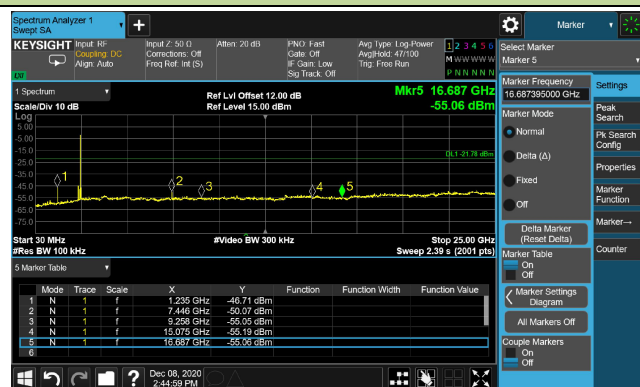 Spectrum Analyzer 1
Swept SA
Marker
KEYSIGHT
Input: RF
Coupling: DC
Align: Auto
Input Z: 50 Ω
Corrections: Off
Freq Ref: Int (S)
Atten: 20 dB
PNO: Fast
Gate: Off
IF Gain: Low
Sig Track: Off
Avg Type: Log-Power
Avg|Hold: 47/100
Trig: Free Run
1 2 3 4 5 6
M W W W W W
P N N N N N
Select Marker
Marker 5
1 Spectrum
Scale/Div 10 dB
Ref Lvl Offset 12.00 dB
Ref Level 15.00 dBm
Mkr5 16.687 GHz
-55.06 dBm
Log
5.00
-5.00
-15.0
-25.0
-35.0
-45.0
-55.0
-65.0
-75.0
DL1 -21.78 dBm
1
2
3
4
5
Start 30 MHz
#Res BW 100 kHz
#Video BW 300 kHz
Stop 25.00 GHz
Sweep 2.39 s (2001 pts)
5 Marker Table
Mode Trace Scale X Y Function Function Width Function Value
1 N 1 f 1.235 GHz -46.71 dBm
2 N 1 f 7.446 GHz -50.07 dBm
3 N 1 f 9.258 GHz -55.05 dBm
4 N 1 f 15.075 GHz -55.19 dBm
5 N 1 f 16.687 GHz -55.06 dBm
6
Marker Frequency
16.687395000 GHz
Marker Mode
Normal
Delta (Δ)
Fixed
Off
Delta Marker
(Reset Delta)
Marker Table
On
Off
Marker Settings
Diagram
All Markers Off
Couple Markers
On
Off
Settings
Peak
Search
Pk Search
Config
Properties
Marker
Function
Marker→
Counter
Dec 08, 2020
2:44:59 PM